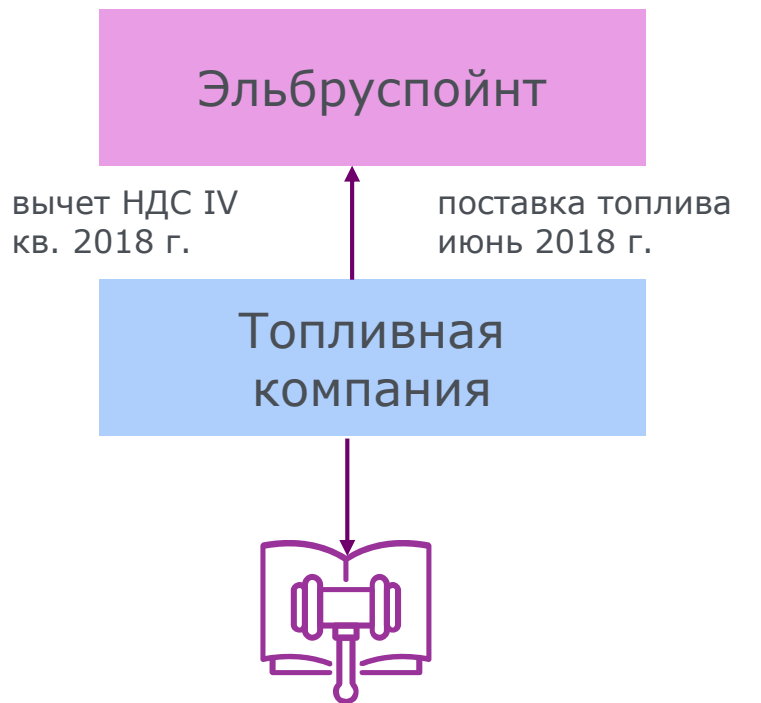 Эльбруспойнт
вычет НДС IV
кв. 2018 г.
поставка топлива
июнь 2018 г.
Топливная
компания